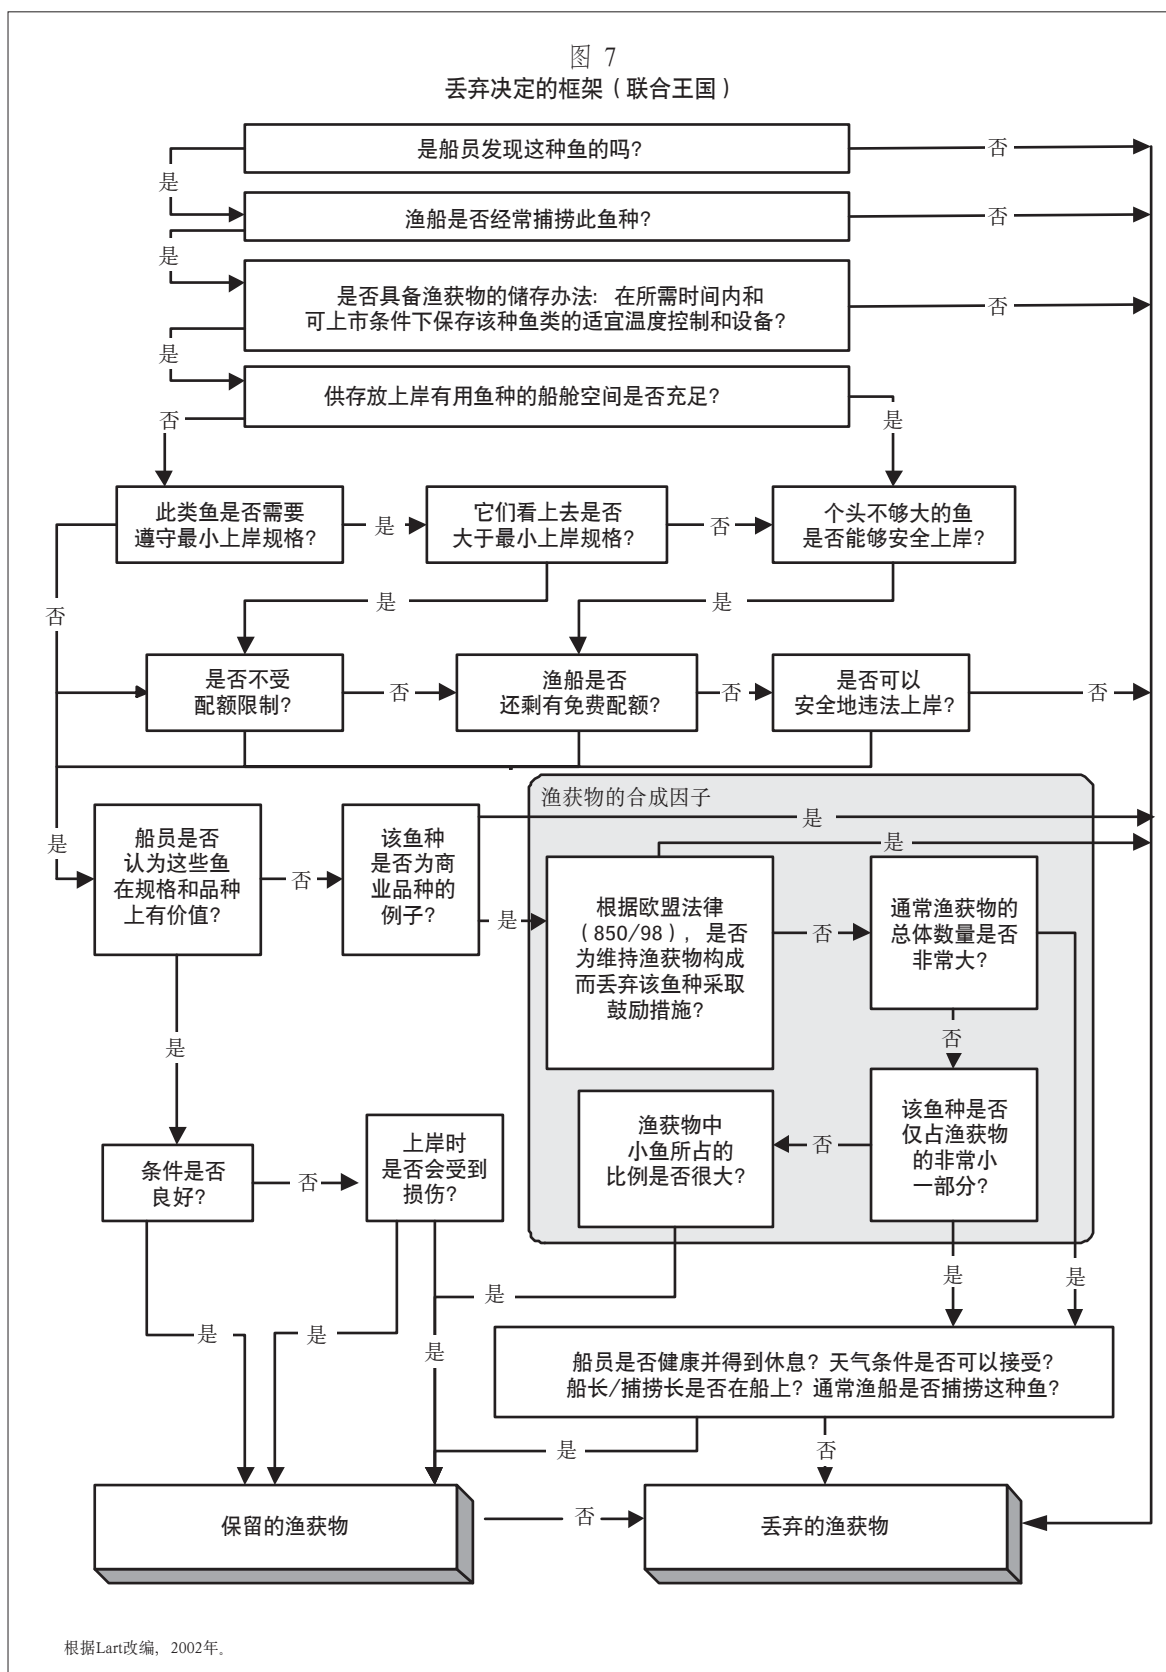 图 7
丢弃决定的框架（联合王国）
是船员发现这种鱼的吗？
否
是
渔船是否经常捕捞此鱼种？
否
是
是否具备渔获物的储存办法：在所需时间内和
可上市条件下保存该种鱼类的适宜温度控制和设备？
否
是
供存放上岸有用鱼种的船舱空间是否充足？
否
是
此类鱼是否需要
遵守最小上岸规格？
是
它们看上去是否
大于最小上岸规格？
否
个头不够大的鱼
是否能够安全上岸？
否
是
是
是否不受
配额限制？
否
渔船是否
还剩有免费配额？
否
是否可以
安全地违法上岸？
否
渔获物的合成因子
是
船员是否
认为这些鱼
在规格和品种
上有价值？
否
该鱼种
是否为商
业品种的
例子？
是
是
是
根据欧盟法律
（850/98），是否
为维持渔获物构成
而丢弃该鱼种采取
鼓励措施？
否
通常渔获物的
总体数量是否
非常大？
否
是
该鱼种是否
仅占渔获物
的非常小
一部分？
否
渔获物中
小鱼所占的
比例是否很大？
条件是否
良好？
否
上岸时
是否会受到
损伤？
是
是
是
是
是
是
船员是否健康并得到休息？天气条件是否可以接受？
船长/捕捞长是否在船上？通常渔船是否捕捞这种鱼？
是
否
保留的渔获物
否
丢弃的渔获物
根据Lart改编，2002年。